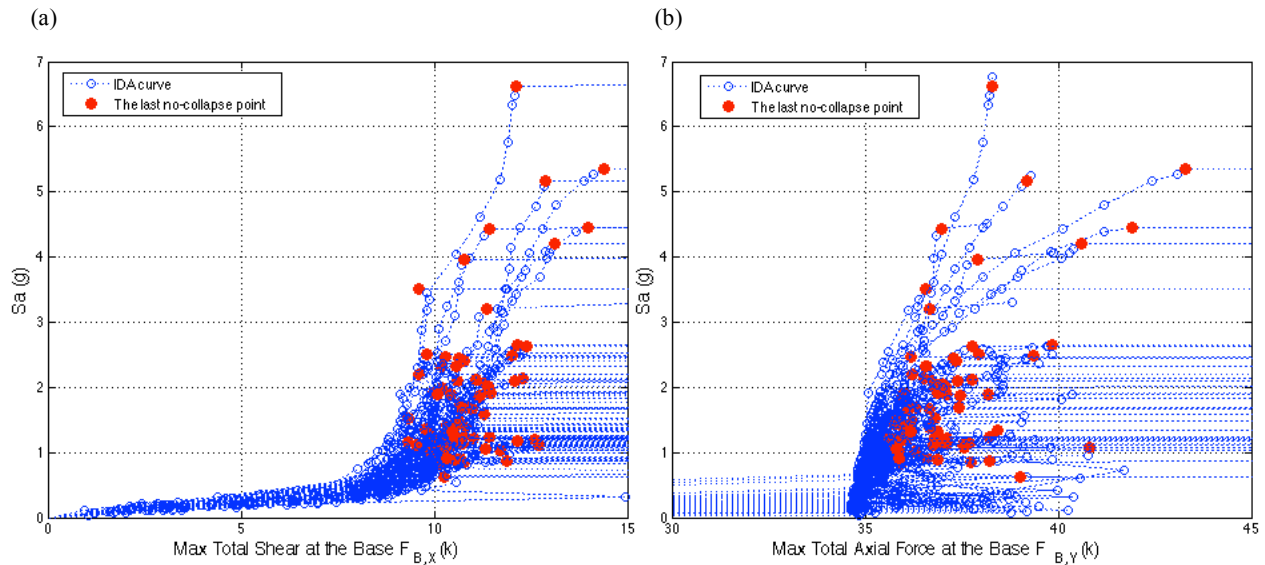 (a)
(b)
7
6
5
4
3
2
1
0
Sa (g)
IDA curve
The last no-collapse point
0
5
10
15
Max Total Shear at the Base F B,X (k)
7
6
5
4
3
2
1
0
Sa (g)
IDA curve
The last no-collapse point
30
35
40
45
Max Total Axial Force at the Base F B,Y (k)